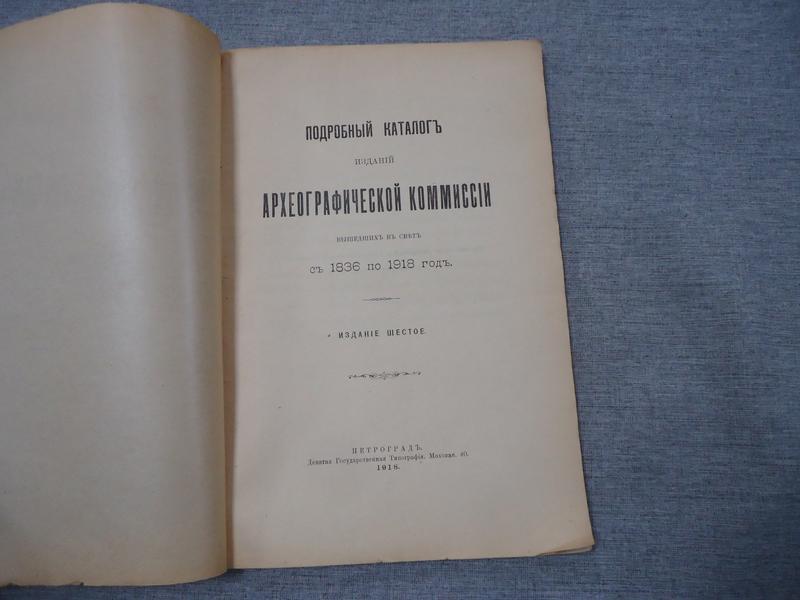 ПОДРОБНЫЙ КАТАЛОГЪ
ИЗДАНІЙ
АРХЕОГРАФИЧЕСКОЙ КОММИССІИ
ВЫШЕДШИХЪ ВЪ СВѢТЪ
съ 1836 по 1918 годъ.
ИЗДАНІЕ ШЕСТОЕ.
ПЕТРОГРАДЪ.
Девятая Государственная Типографія. Моховая, 40.
1918.